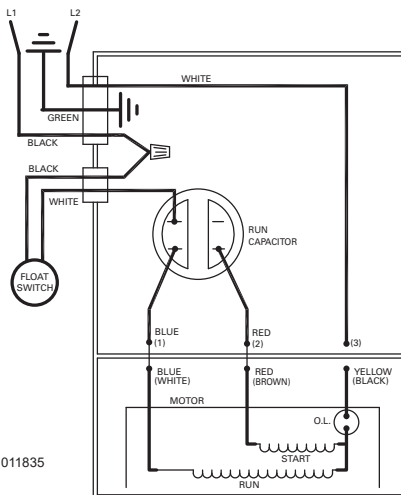 L1
L2
WHITE
GREEN
BLACK
BLACK
WHITE
RUN
CAPACITOR
FLOAT
SWITCH
BLUE
(1)
RED
(2)
(3)
BLUE
(WHITE)
RED
(BROWN)
YELLOW
(BLACK)
MOTOR
O.L.
START
RUN
011835